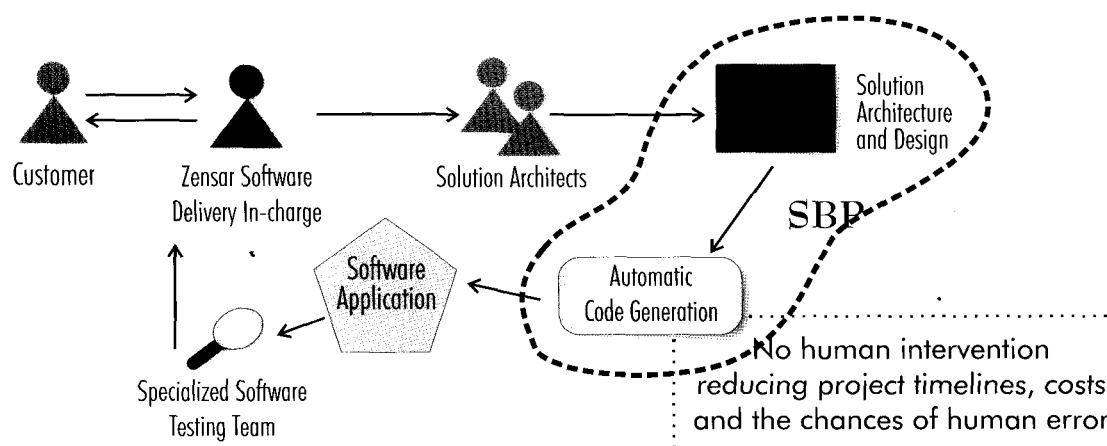 Customer
Zensar Software
Delivery In-charge
Solution Architects
Solution
Architecture
and Design
SBP
Automatic
Code Generation
Software
Application
Specialized Software
Testing Team
No human intervention
reducing project timelines, costs
and the chances of human error